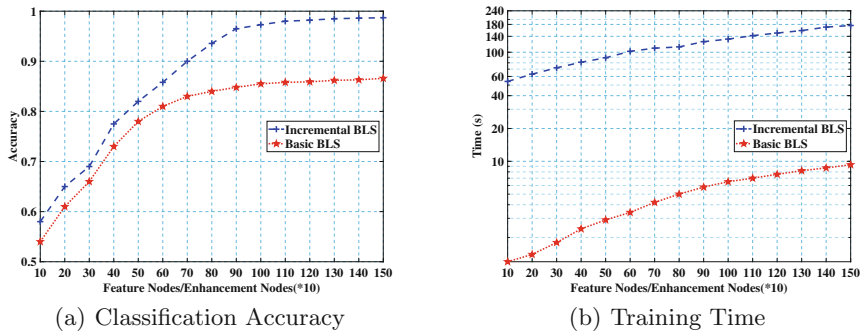 1
0.9
0.8
0.7
0.6
0.5
Accuracy
10 20 30 40 50 60 70 80 90 100 110 120 130 140 150
Feature Nodes/Enhancement Nodes(*10)
Incremental BLS
Basic BLS
(a) Classification Accuracy
240
180
140
100
60
40
20
10
Time (s)
10 20 30 40 50 60 70 80 90 100 110 120 130 140 150
Feature Nodes/Enhancement Nodes(*10)
Incremental BLS
Basic BLS
(b) Training Time